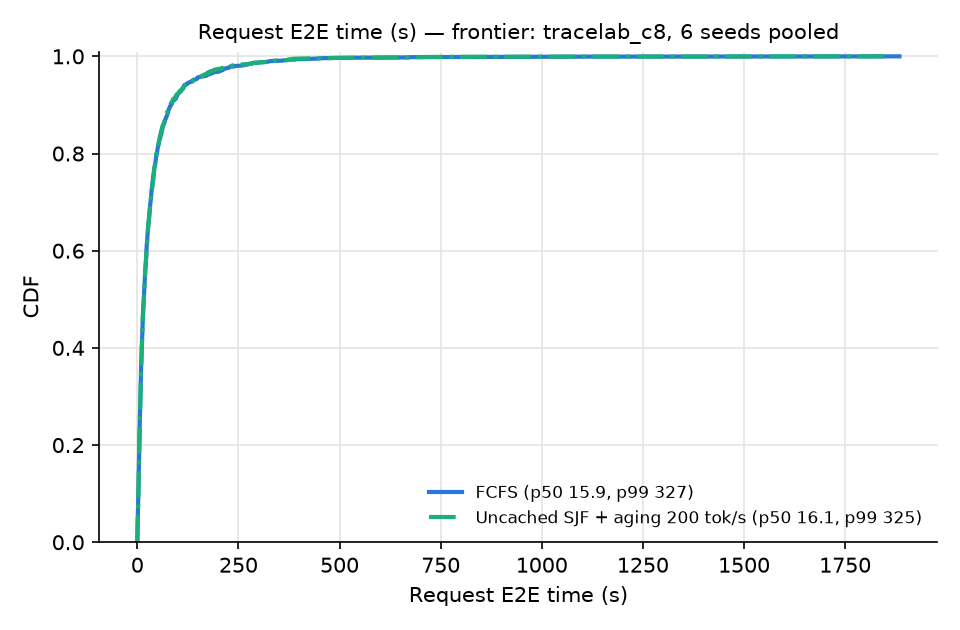 Request E2E time (s) — frontier: tracelab_c8, 6 seeds pooled
CDF
1.0
0.8
0.6
0.4
0.2
0.0
FCFS (p50 15.9, p99 327)
Uncached SJF + aging 200 tok/s (p50 16.1, p99 325)
0 250 500 750 1000 1250 1500 1750
Request E2E time (s)